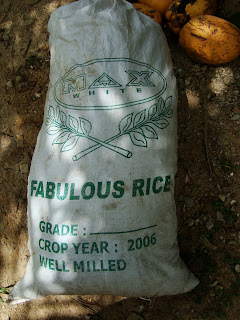 MAX
WHITE
FABULOUS RICE
GRADE :
CROP YEAR : 2006
WELL MILLED